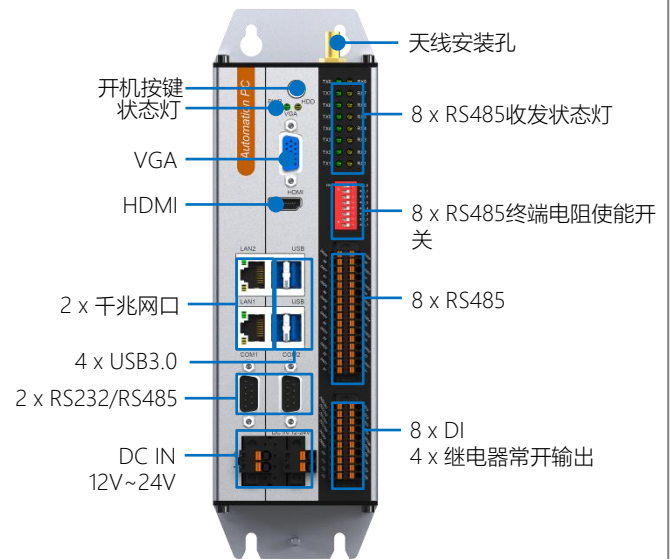 天线安装孔
开机按键
状态灯
HDD
VGA
Automation PC
8 x RS485收发状态灯
VGA
HDMI
HDMI
8 x RS485终端电阻使能开
关
LAN2
USB
2 x 千兆网口
8 x RS485
LAN1
USB
4 x USB3.0
COM1
COM2
2 x RS232/RS485
DC IN
12V~24V
8 x DI
4 x 继电器常开输出